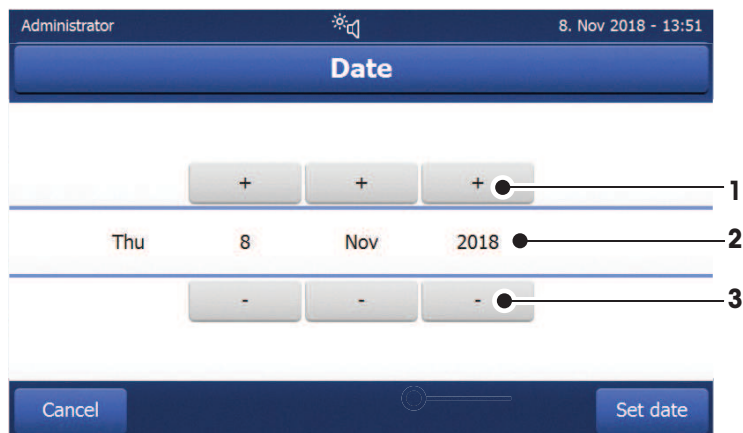 Administrator 8. Nov 2018 - 13:51
Date
+ + + 1
Thu 8 Nov 2018 2
- - - 3
Cancel Set date